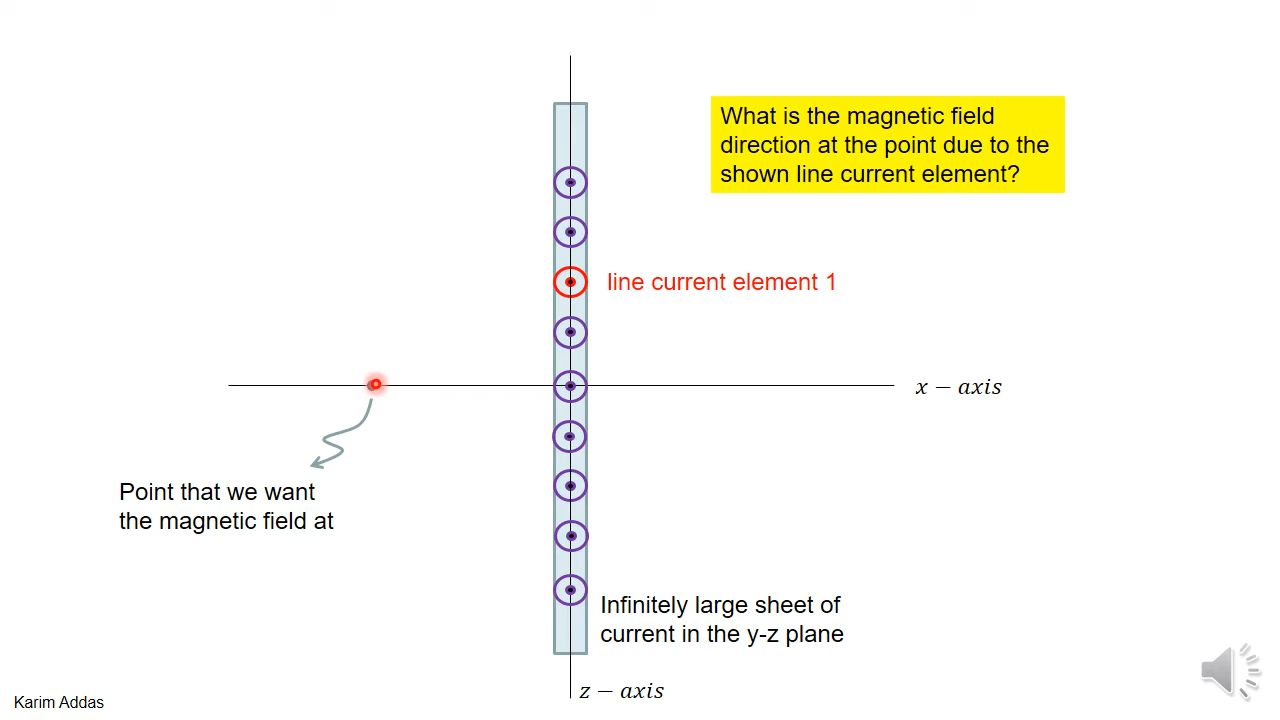 What is the magnetic field
direction at the point due to the
shown line current element?
line current element 1
x − axis
Point that we want
the magnetic field at
Infinitely large sheet of
current in the y-z plane
z − axis
Karim Addas